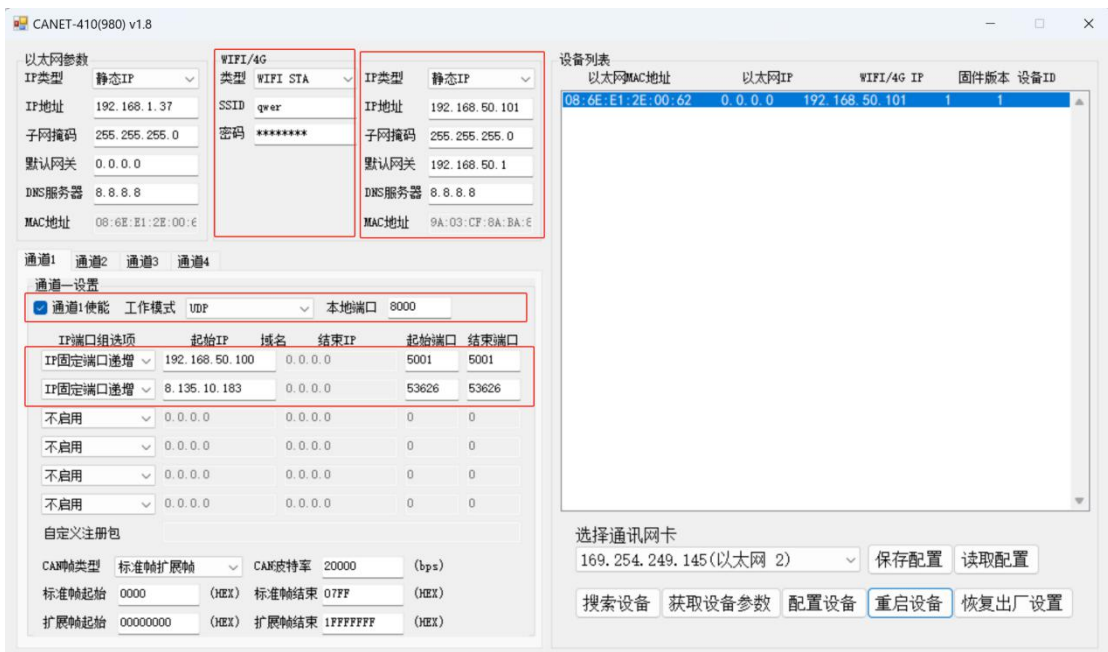 CANET-410(980) v1.8
以太网参数
IP类型 静态IP
IP地址 192.168.1.37
子网掩码 255.255.255.0
默认网关 0.0.0.0
DNS服务器 8.8.8.8
MAC地址 08:6E:E1:2E:00:6
WIFI/4G
类型 WIFI STA
SSID qwer
密码 ********
IP类型 静态IP
IP地址 192.168.50.101
子网掩码 255.255.255.0
默认网关 192.168.50.1
DNS服务器 8.8.8.8
MAC地址 9A:03:CF:8A:BA:8
通道1 通道2 通道3 通道4
通道一设置
通道1使能 工作模式 UDP 本地端口 8000
IP端口组选项 起始IP 域名 结束IP 起始端口 结束端口
IP固定端口递增 192.168.50.100 0.0.0.0 5001 5001
IP固定端口递增 8.135.10.183 0.0.0.0 53626 53626
不启用 0.0.0.0 0.0.0.0 0 0
不启用 0.0.0.0 0.0.0.0 0 0
不启用 0.0.0.0 0.0.0.0 0 0
不启用 0.0.0.0 0.0.0.0 0 0
自定义注册包
CAN帧类型 标准帧扩展帧 CAN波特率 20000 (bps)
标准帧起始 0000 (HEX) 标准帧结束 07FF (HEX)
扩展帧起始 00000000 (HEX) 扩展帧结束 1FFFFFFF (HEX)
设备列表
以太网MAC地址 以太网IP WIFI/4G IP 固件版本 设备ID
08:6E:E1:2E:00:62 0.0.0.0 192.168.50.101 1 1
选择通讯网卡
169.254.249.145(以太网 2) 保存配置 读取配置
搜索设备 获取设备参数 配置设备 重启设备 恢复出厂设置